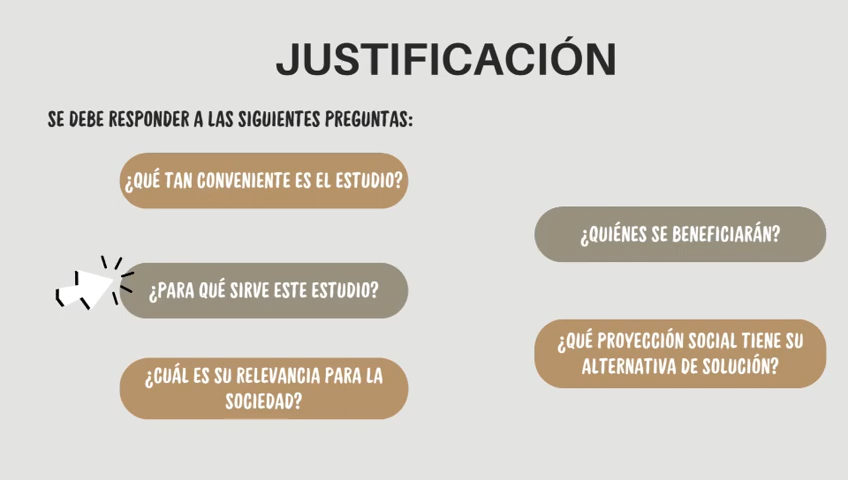 JUSTIFICACIÓN
SE DEBE RESPONDER A LAS SIGUIENTES PREGUNTAS:
¿QUÉ TAN CONVENIENTE ES EL ESTUDIO?
¿PARA QUÉ SIRVE ESTE ESTUDIO?
¿CUÁL ES SU RELEVANCIA PARA LA
SOCIEDAD?
¿QUIÉNES SE BENEFICIARÁN?
¿QUÉ PROYECCIÓN SOCIAL TIENE SU
ALTERNATIVA DE SOLUCIÓN?